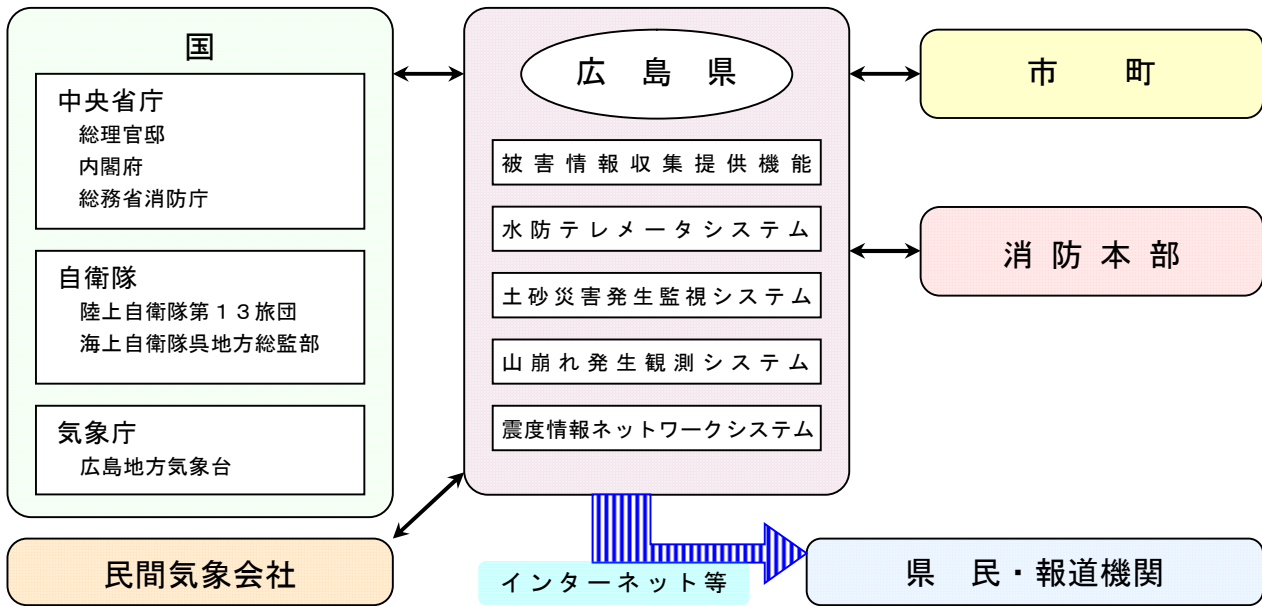 国
中央省庁
総理官邸
内閣府
総務省消防庁
自衛隊
陸上自衛隊第１３旅団
海上自衛隊呉地方総監部
気象庁
広島地方気象台
民間気象会社
広　島　県
被害情報収集提供機能
水防テレメータシステム
土砂災害発生監視システム
山崩れ発生観測システム
震度情報ネットワークシステム
インターネット等
市　　町
消防本部
県　民・報道機関